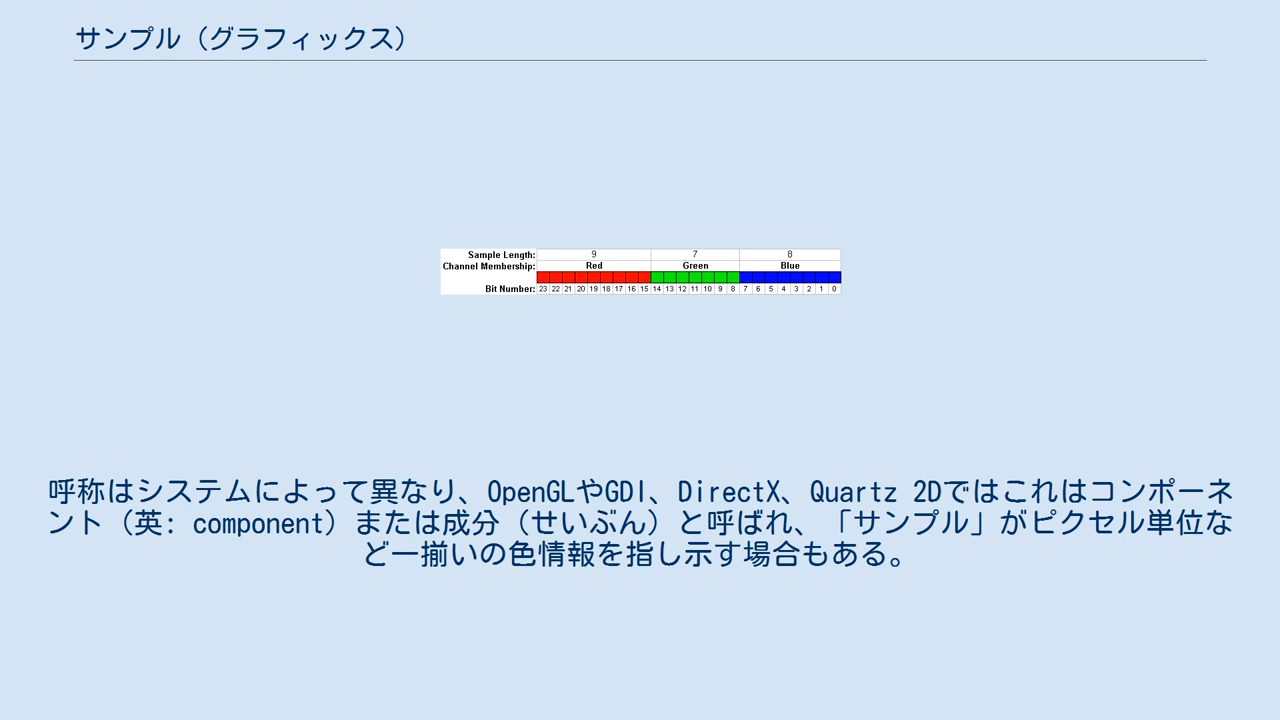 サンプル（グラフィックス）
Sample Length: 9 7 8
Channel Membership: Red Green Blue
Bit Number: 23 22 21 20 19 18 17 16 15 14 13 12 11 10 9 8 7 6 5 4 3 2 1 0
呼称はシステムによって異なり、OpenGLやGDI、DirectX、Quartz 2Dではこれはコンポーネ
ント（英: component）または成分（せいぶん）と呼ばれ、「サンプル」がピクセル単位な
ど一揃いの色情報を指し示す場合もある。